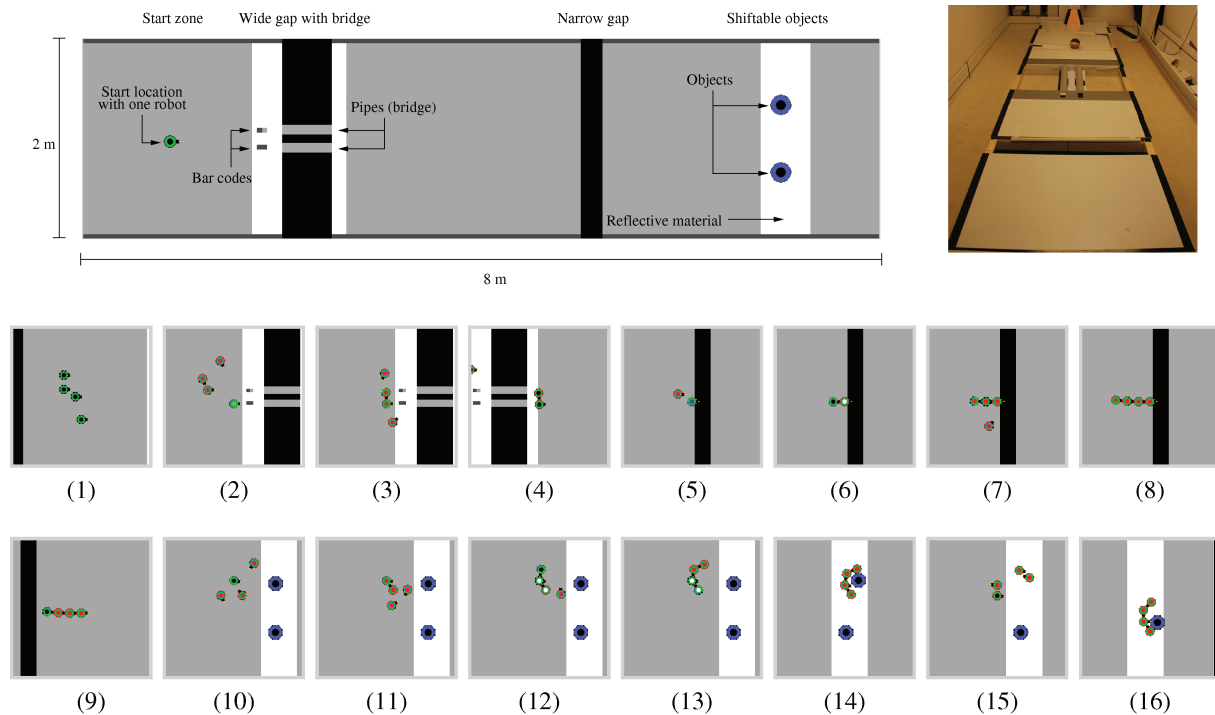 Start zone
Wide gap with bridge
Narrow gap
Shiftable objects
Start location
with one robot
Pipes (bridge)
Objects
2 m
Bar codes
Reflective material
8 m
(1)
(2)
(3)
(4)
(5)
(6)
(7)
(8)
(9)
(10)
(11)
(12)
(13)
(14)
(15)
(16)